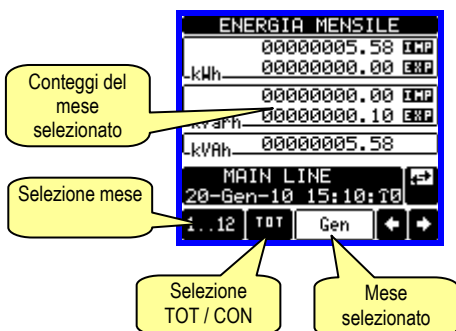 ENERGIA MENSILE
00000005.58 IMP
kWh 00000000.00 EXP
00000000.00 IMP
kvarh 00000000.10 EXP
kVAh 00000005.58
MAIN LINE
20-Gen-10 15:10:10
1..12 TOT Gen
Conteggi del
mese
selezionato
Selezione mese
Selezione
TOT / CON
Mese
selezionato